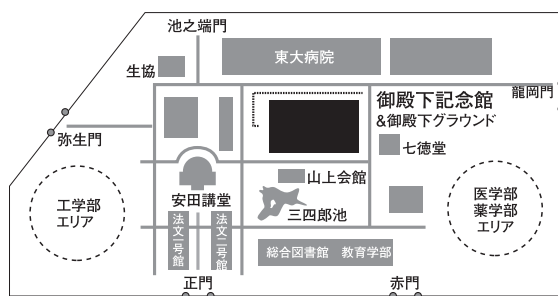 池之端門
東大病院
生協
御殿下記念館
&御殿下グラウンド
龍岡門
弥生門
七徳堂
山上会館
工学部
エリア
安田講堂
三四郎池
医学部
薬学部
エリア
法文一号館
法文二号館
総合図書館 教育学部
正門
赤門